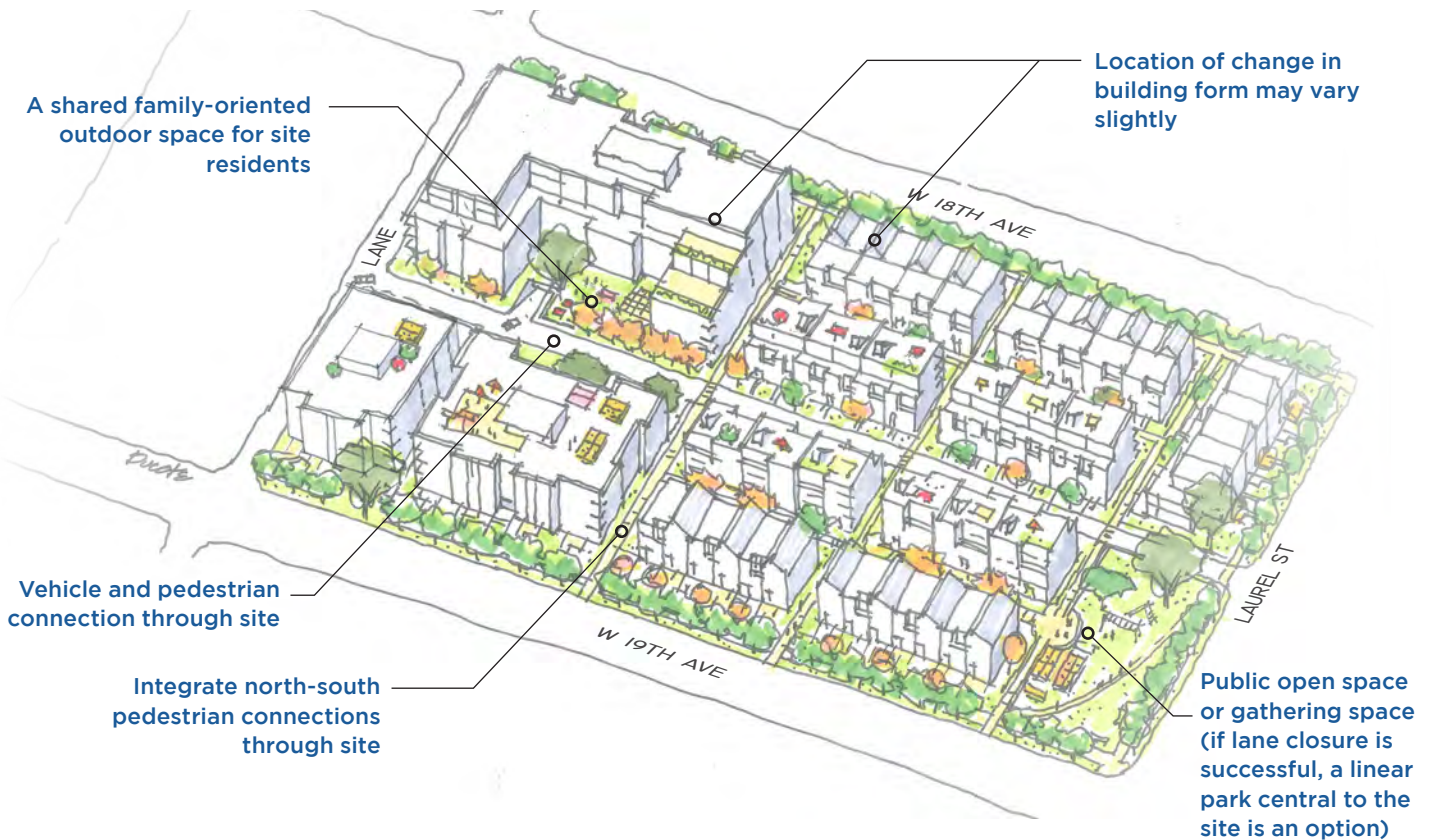 Location of change in
building form may vary
slightly
A shared family-oriented
outdoor space for site
residents
W 18TH AVE
LANE
LAUREL ST
Vehicle and pedestrian
connection through site
W 19TH AVE
Integrate north-south
pedestrian connections
through site
Public open space
or gathering space
(if lane closure is
successful, a linear
park central to the
site is an option)